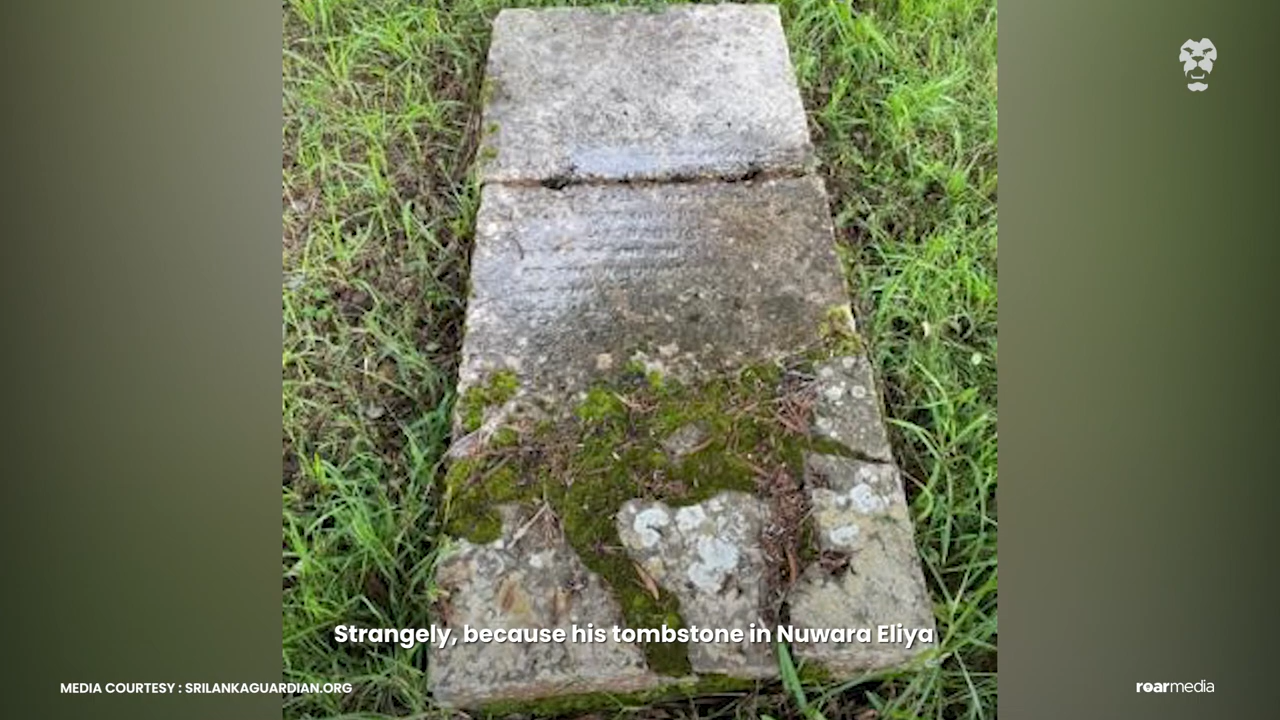 Strangely, because his tombstone in Nuwara Eliya
MEDIA COURTESY : SRILANKAGUARDIAN.ORG
roarmedia